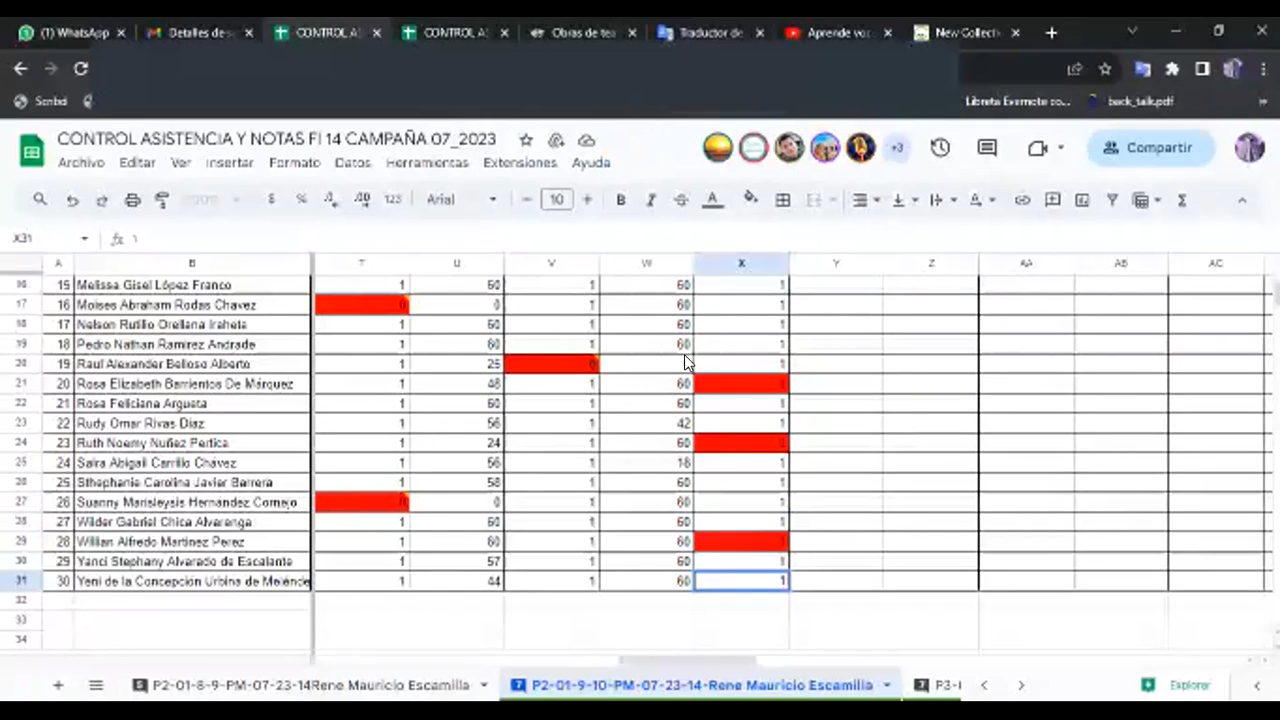 (1) WhatsApp Detalles de s CONTROL A CONTROL A Obras de tea Traductor de Aprende voc New Collecti
Scribd Libreta Evernote co... back_talk.pdf
CONTROL ASISTENCIA Y NOTAS FI 14 CAMPAÑA 07_2023 +3 Compartir
Archivo Editar Ver Insertar Formato Datos Herramientas Extensiones Ayuda
$ % .0 .00 123 Arial 10 B I S A Σ
X31 fx 1
A B T U V W X Y Z AA AB AC
16 15 Melissa Gisel López Franco 1 60 1 60 1
17 16 Moises Abraham Rodas Chavez 0 0 1 60 1
18 17 Nelson Rutilio Orellana Iraheta 1 60 1 60 1
19 18 Pedro Nathan Ramirez Andrade 1 60 1 60 1
20 19 Raul Alexander Belloso Alberto 1 25 0 60 1
21 20 Rosa Elizabeth Barrientos De Márquez 1 48 1 60
22 21 Rosa Feliciana Argueta 1 60 1 60 1
23 22 Rudy Omar Rivas Diaz 1 56 1 42 1
24 23 Ruth Noemy Nuñez Pertica 1 24 1 60
25 24 Saira Abigail Carrillo Chávez 1 56 1 18 1
26 25 Sthephanie Carolina Javier Barrera 1 58 1 60 1
27 26 Suanny Marisleysis Hernández Cornejo 0 0 1 60 1
28 27 Wilder Gabriel Chica Alvarenga 1 60 1 60 1
29 28 Willian Alfredo Martinez Perez 1 60 1 60
30 29 Yanci Stephany Alvarado de Escalante 1 57 1 60 1
31 30 Yeni de la Concepción Urbina de Melénde 1 44 1 60 1
32
33
34
+ P2-01-8-9-PM-07-23-14Rene Mauricio Escamilla 7 P2-01-9-10-PM-07-23-14-Rene Mauricio Escamilla 7 P3-( Explorar